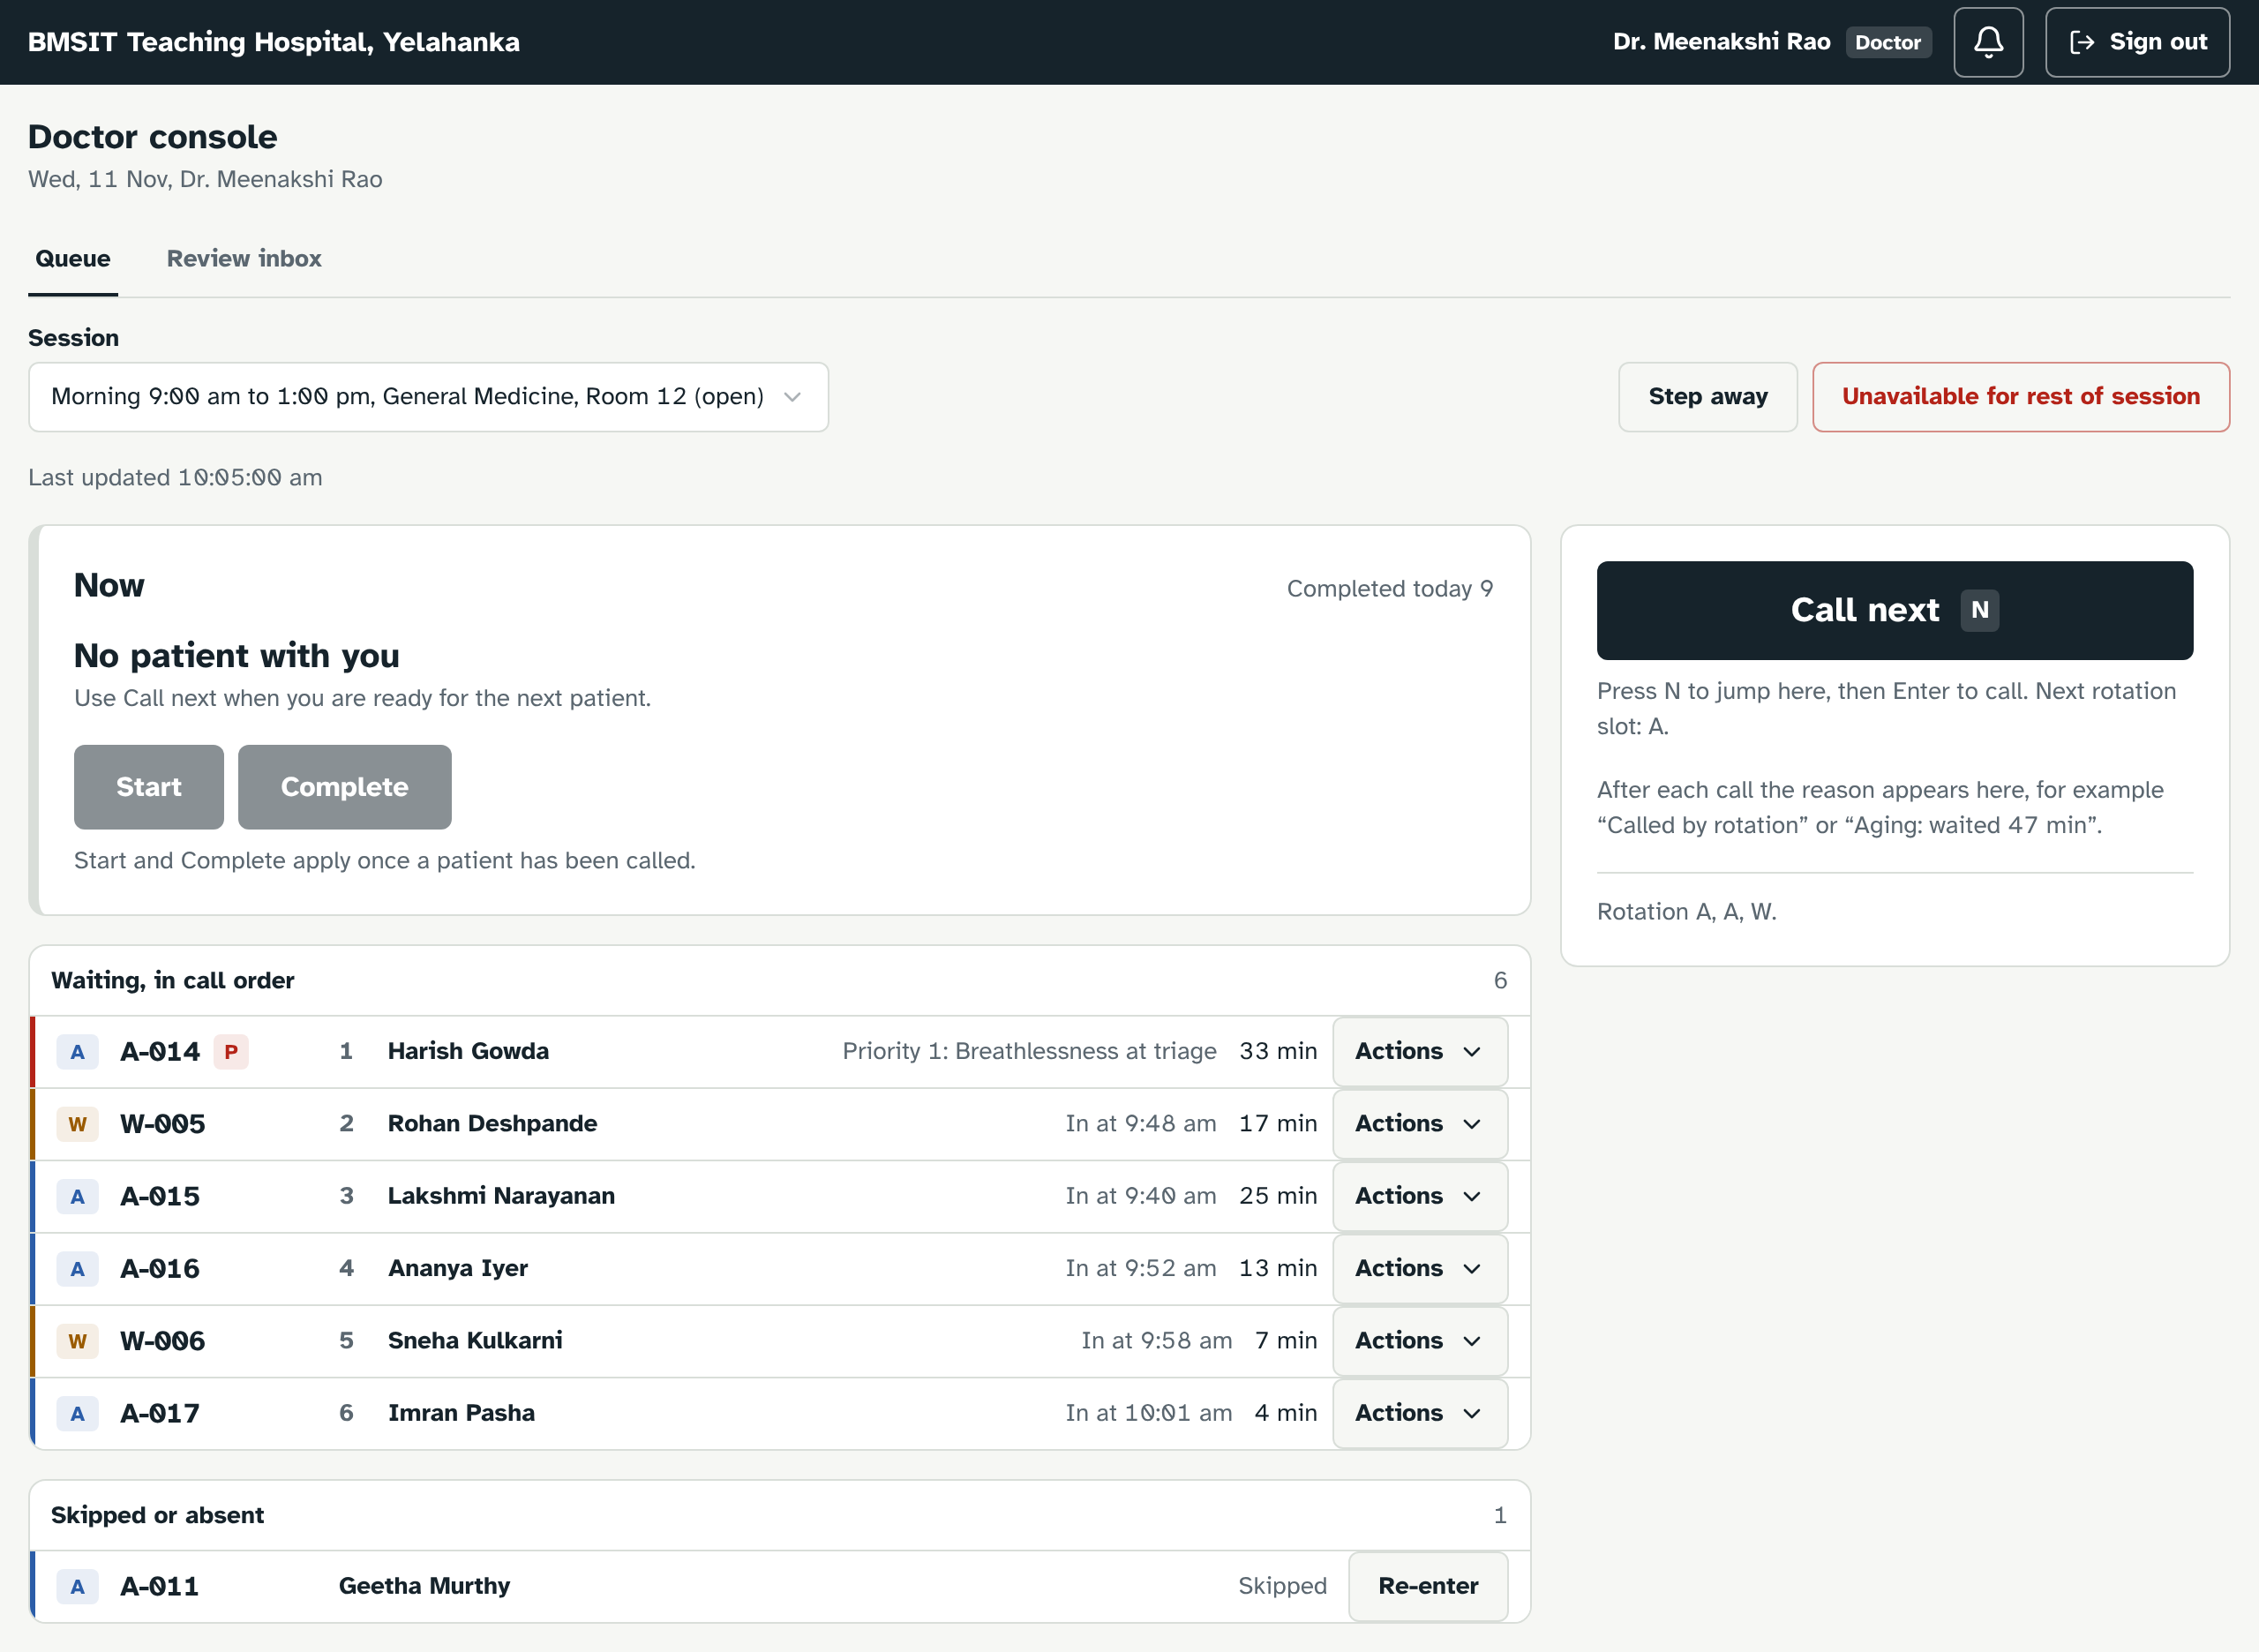 BMSIT Teaching Hospital, Yelahanka
Dr. Meenakshi Rao Doctor Sign out
Doctor console
Wed, 11 Nov, Dr. Meenakshi Rao
Queue Review inbox
Session
Morning 9:00 am to 1:00 pm, General Medicine, Room 12 (open)
Step away Unavailable for rest of session
Last updated 10:05:00 am
Now Completed today 9
No patient with you
Use Call next when you are ready for the next patient.
Start Complete
Start and Complete apply once a patient has been called.
Call next N
Press N to jump here, then Enter to call. Next rotation
slot: A.
After each call the reason appears here, for example
“Called by rotation” or “Aging: waited 47 min”.
Rotation A, A, W.
Waiting, in call order 6
A A-014 P 1 Harish Gowda Priority 1: Breathlessness at triage 33 min Actions
W W-005 2 Rohan Deshpande In at 9:48 am 17 min Actions
A A-015 3 Lakshmi Narayanan In at 9:40 am 25 min Actions
A A-016 4 Ananya Iyer In at 9:52 am 13 min Actions
W W-006 5 Sneha Kulkarni In at 9:58 am 7 min Actions
A A-017 6 Imran Pasha In at 10:01 am 4 min Actions
Skipped or absent 1
A A-011 Geetha Murthy Skipped Re-enter